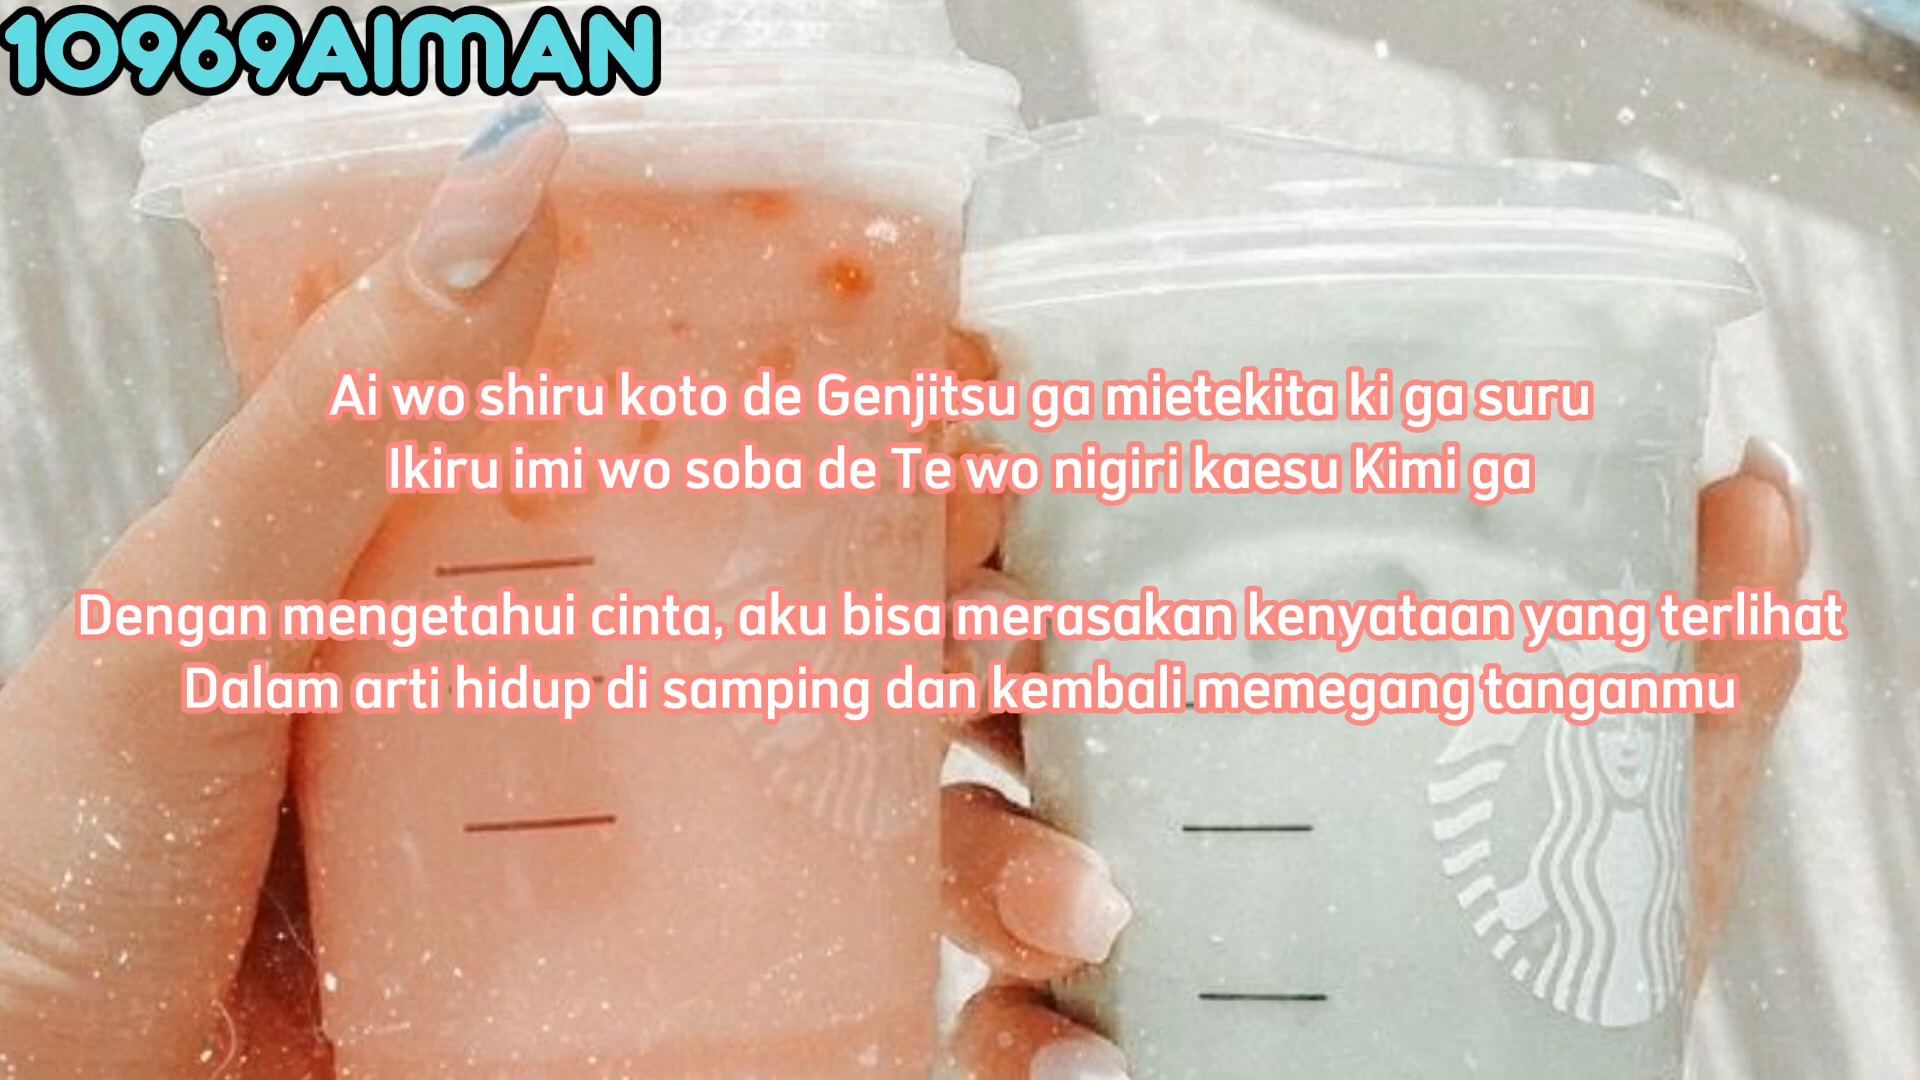 10969AIMAN
Ai wo shiru koto de Genjitsu ga mietekita ki ga suru
Ikiru imi wo soba de Te wo nigiri kaesu Kimi ga
Dengan mengetahui cinta, aku bisa merasakan kenyataan yang terlihat
Dalam arti hidup di samping dan kembali memegang tanganmu